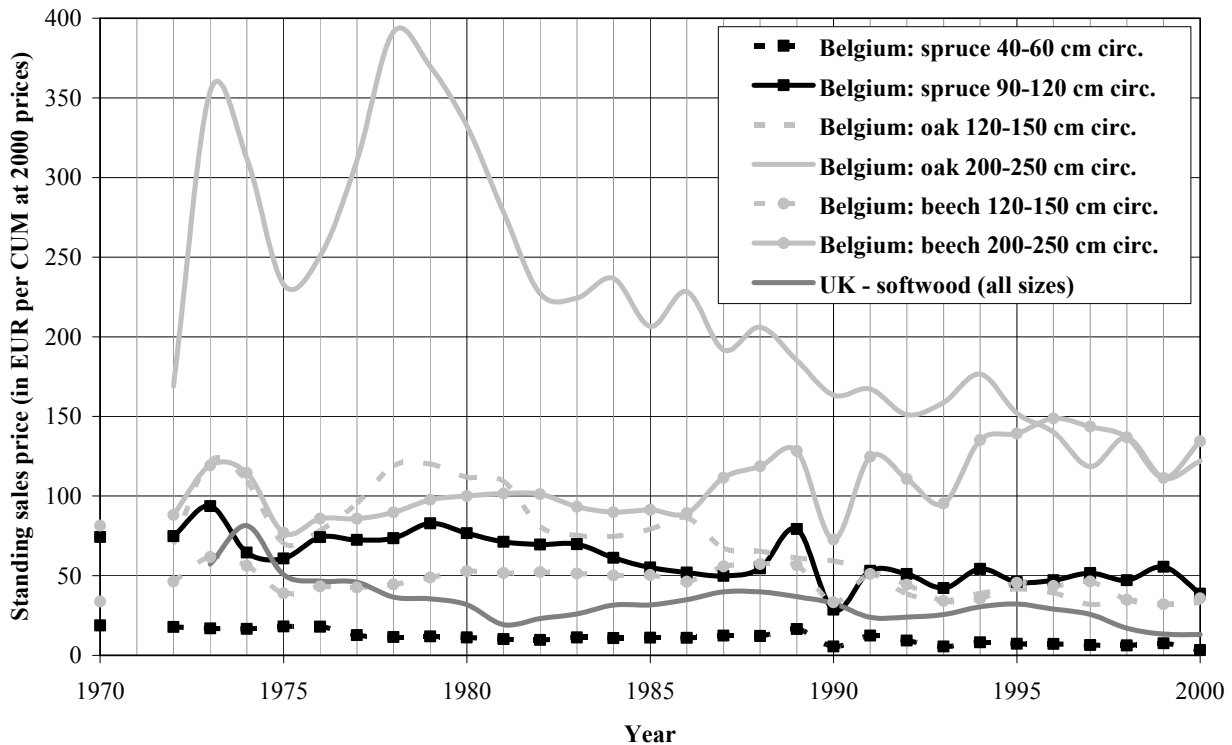 400
350
300
250
200
150
100
50
0
Standing sales price (in EUR per CUM at 2000 prices)
Belgium: spruce 40-60 cm circ.
Belgium: spruce 90-120 cm circ.
Belgium: oak 120-150 cm circ.
Belgium: oak 200-250 cm circ.
Belgium: beech 120-150 cm circ.
Belgium: beech 200-250 cm circ.
UK - softwood (all sizes)
1970 1975 1980 1985 1990 1995 2000
Year